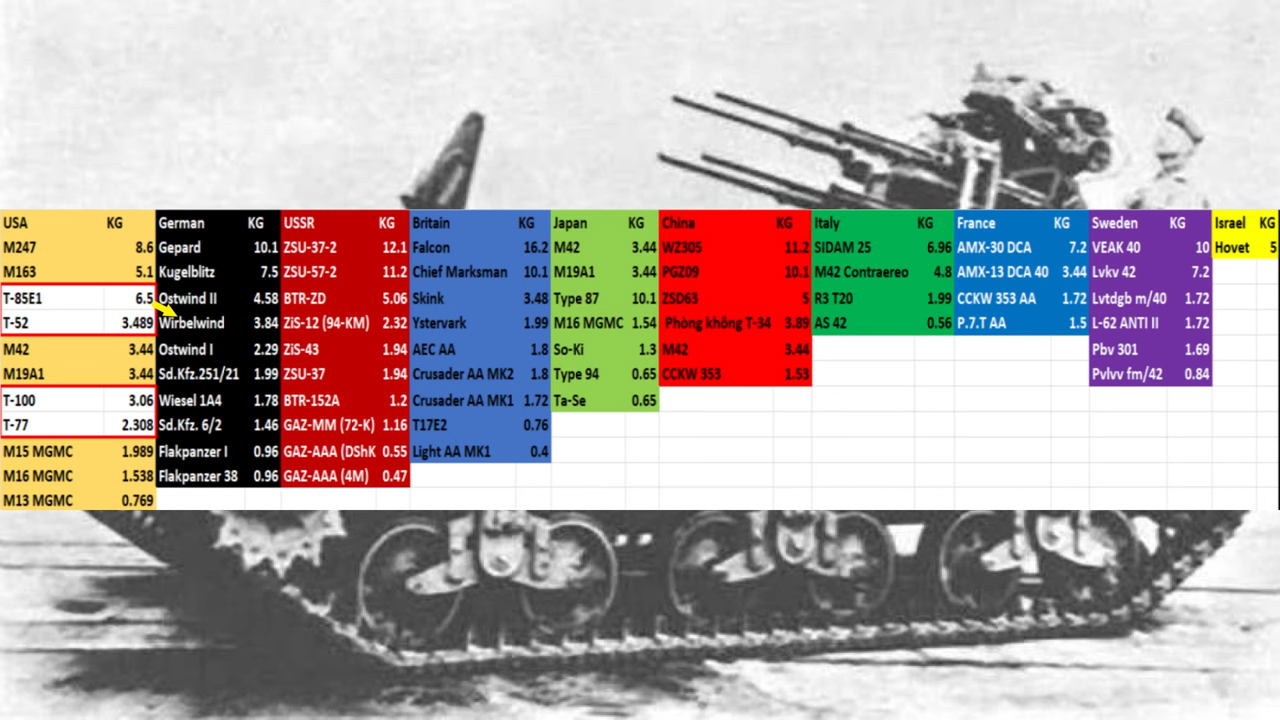 USA KG German KG USSR KG Britain KG Japan KG China KG Italy KG France KG Sweden KG Israel KG
M247 8.6 Gepard 10.1 ZSU-37-2 12.1 Falcon 16.2 M42 3.44 WZ305 11.2 SIDAM 25 6.96 AMX-30 DCA 7.2 VEAK 40 10 Hovet 5
M163 5.1 Kugelblitz 7.5 ZSU-57-2 11.2 Chief Marksman 10.1 M19A1 3.44 PGZ09 10.1 M42 Contraereo 4.8 AMX-13 DCA 40 3.44 Lvkv 42 7.2
T-85E1 6.5 Ostwind II 4.58 BTR-ZD 5.06 Skink 3.48 Type 87 10.1 ZSD63 5 R3 T20 1.99 CCKW 353 AA 1.72 Lvtdgb m/40 1.72
T-52 3.489 Wirbelwind 3.84 ZiS-12 (94-KM) 2.32 Ystervark 1.99 M16 MGMC 1.54 Phòng không T-34 3.89 AS 42 0.56 P.7.T AA 1.5 L-62 ANTI II 1.72
M42 3.44 Ostwind I 2.29 ZiS-43 1.94 AEC AA 1.8 So-Ki 1.3 M42 3.44 Pbv 301 1.69
M19A1 3.44 Sd.Kfz.251/21 1.99 ZSU-37 1.94 Crusader AA MK2 1.8 Type 94 0.65 CCKW 353 1.53 Pvlvv fm/42 0.84
T-100 3.06 Wiesel 1A4 1.78 BTR-152A 1.2 Crusader AA MK1 1.72 Ta-Se 0.65
T-77 2.308 Sd.Kfz. 6/2 1.46 GAZ-MM (72-K) 1.16 T17E2 0.76
M15 MGMC 1.989 Flakpanzer I 0.96 GAZ-AAA (DShK 0.55 Light AA MK1 0.4
M16 MGMC 1.538 Flakpanzer 38 0.96 GAZ-AAA (4M) 0.47
M13 MGMC 0.769